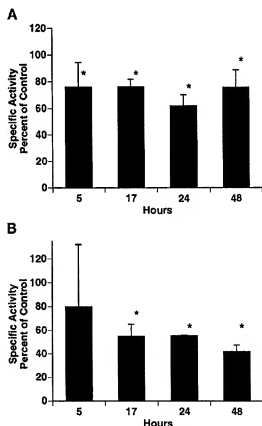 A
Specific Activity
Percent of Control
120
100
80
60
40
20
0
* * * *
5 17 24 48
Hours
B
Specific Activity
Percent of Control
120
100
80
60
40
20
0
* * *
5 17 24 48
Hours